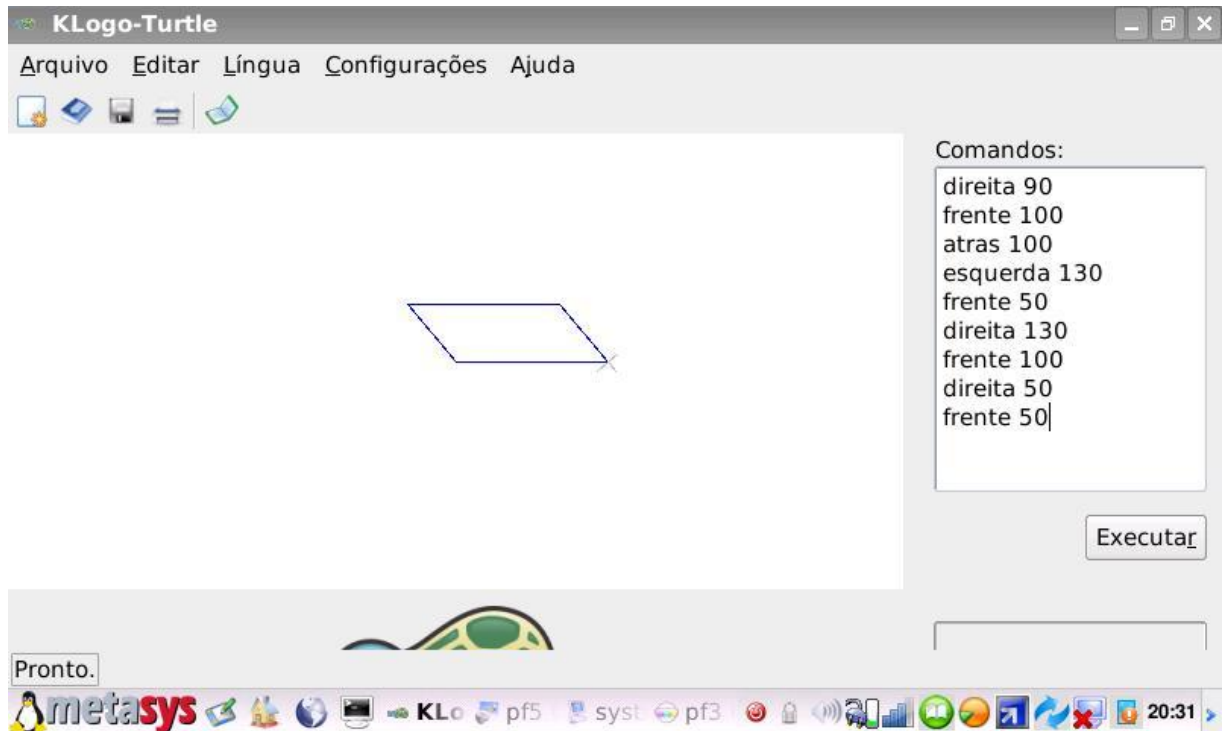 KLogo-Turtle
Arquivo Editar Língua Configurações Ajuda
Comandos:
direita 90
frente 100
atras 100
esquerda 130
frente 50
direita 130
frente 100
direita 50
frente 50
Executar
Pronto.
metasys KLo pf5 syst pf3 20:31